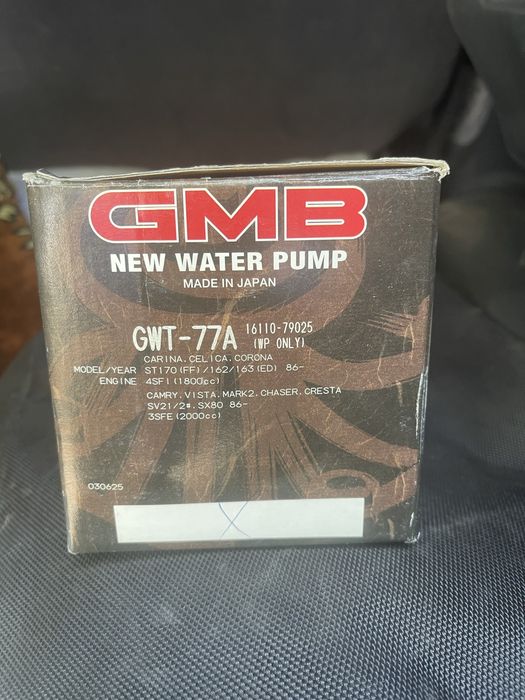 GMB
NEW WATER PUMP
MADE IN JAPAN
GWT-77A 16110-79025
(WP ONLY)
CARINA.CELICA.CORONA
MODEL/YEAR ST170(FF)/162/163(ED) 86-
ENGINE 4SFI(1800cc)
CAMRY.VISTA.MARK2.CHASER.CRESTA
SV21/2#.SX80 86-
3SFE(2000cc)
030625
X